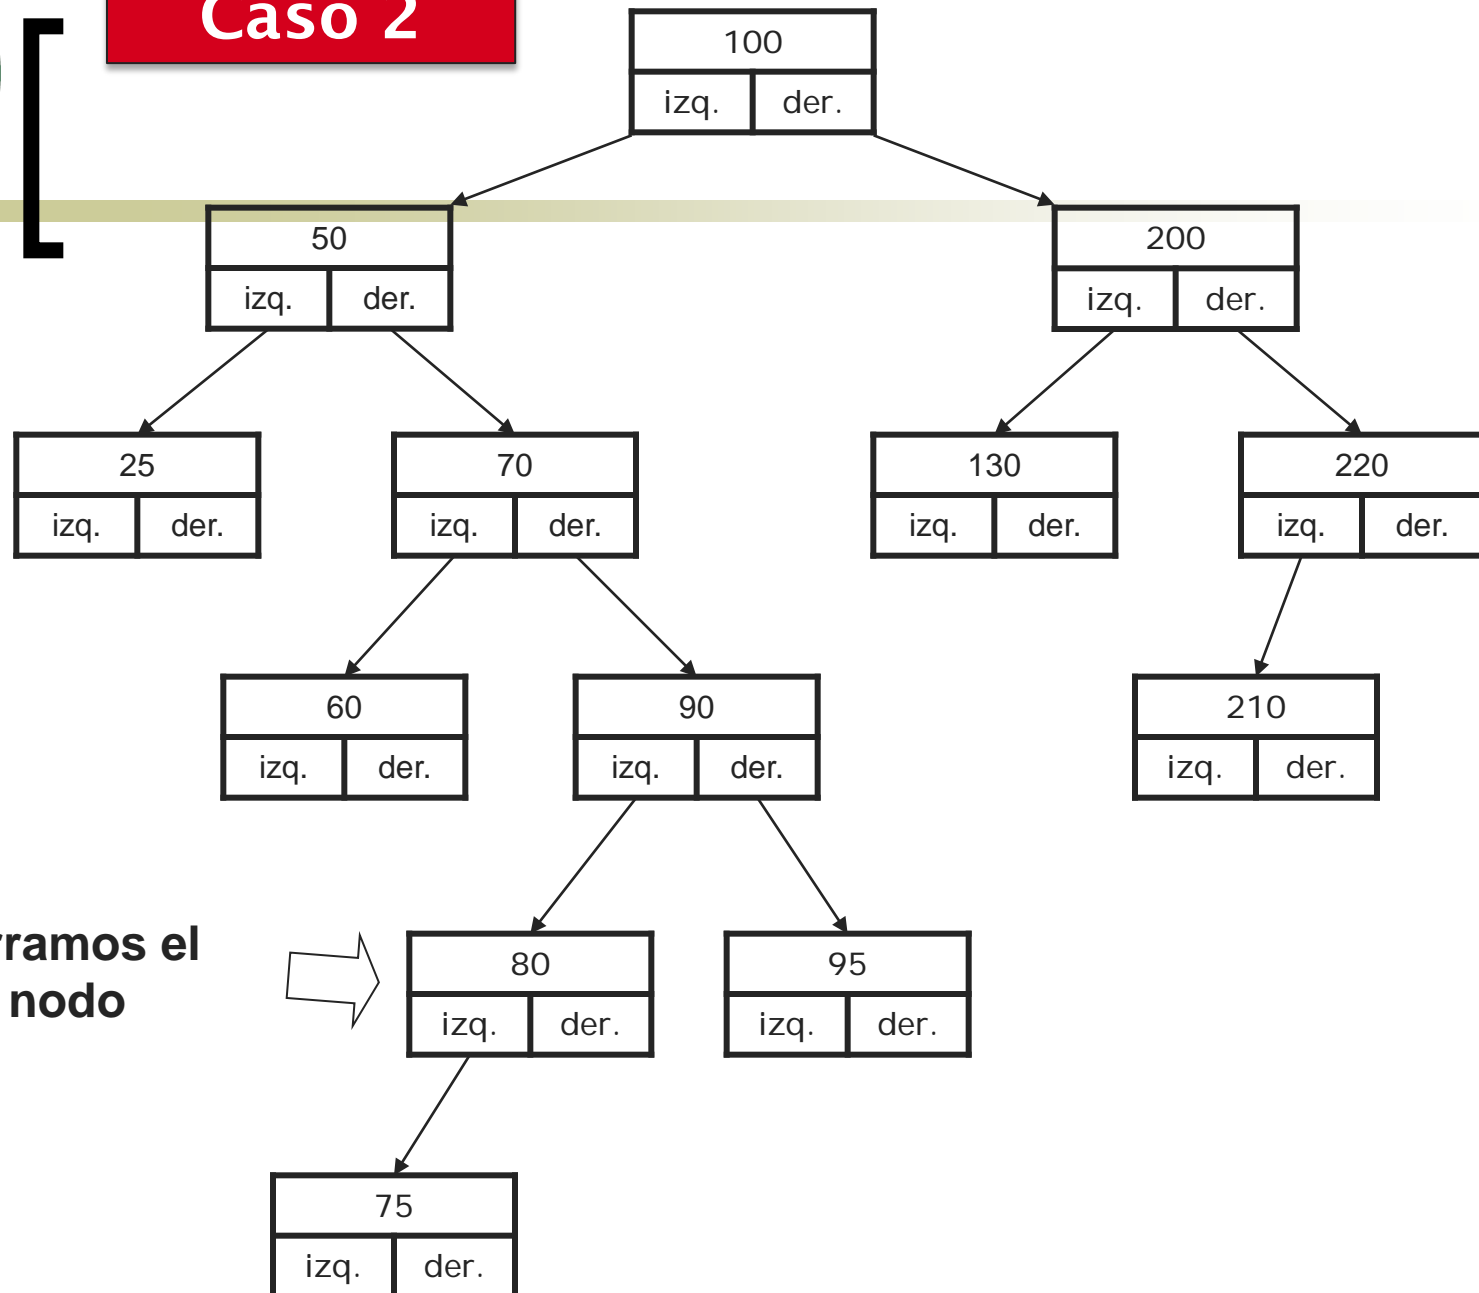 Caso 2
100
izq. der.
50
izq. der.
200
izq. der.
25
izq. der.
70
izq. der.
130
izq. der.
220
izq. der.
60
izq. der.
90
izq. der.
210
izq. der.
el
nodo
80
izq. der.
95
izq. der.
75
izq. der.